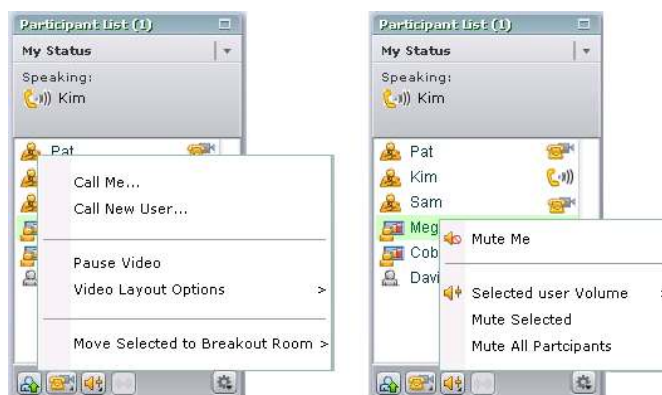 Participant List (1)
My Status
Speaking:
Kim
Pat
Call Me...
Call New User...
Pause Video
Video Layout Options >
Move Selected to Breakout Room >
Participant List (1)
My Status
Speaking:
Kim
Pat
Kim
Sam
Meg
Cob
Davi
Mute Me
Selected user Volume
Mute Selected
Mute All Partcipants